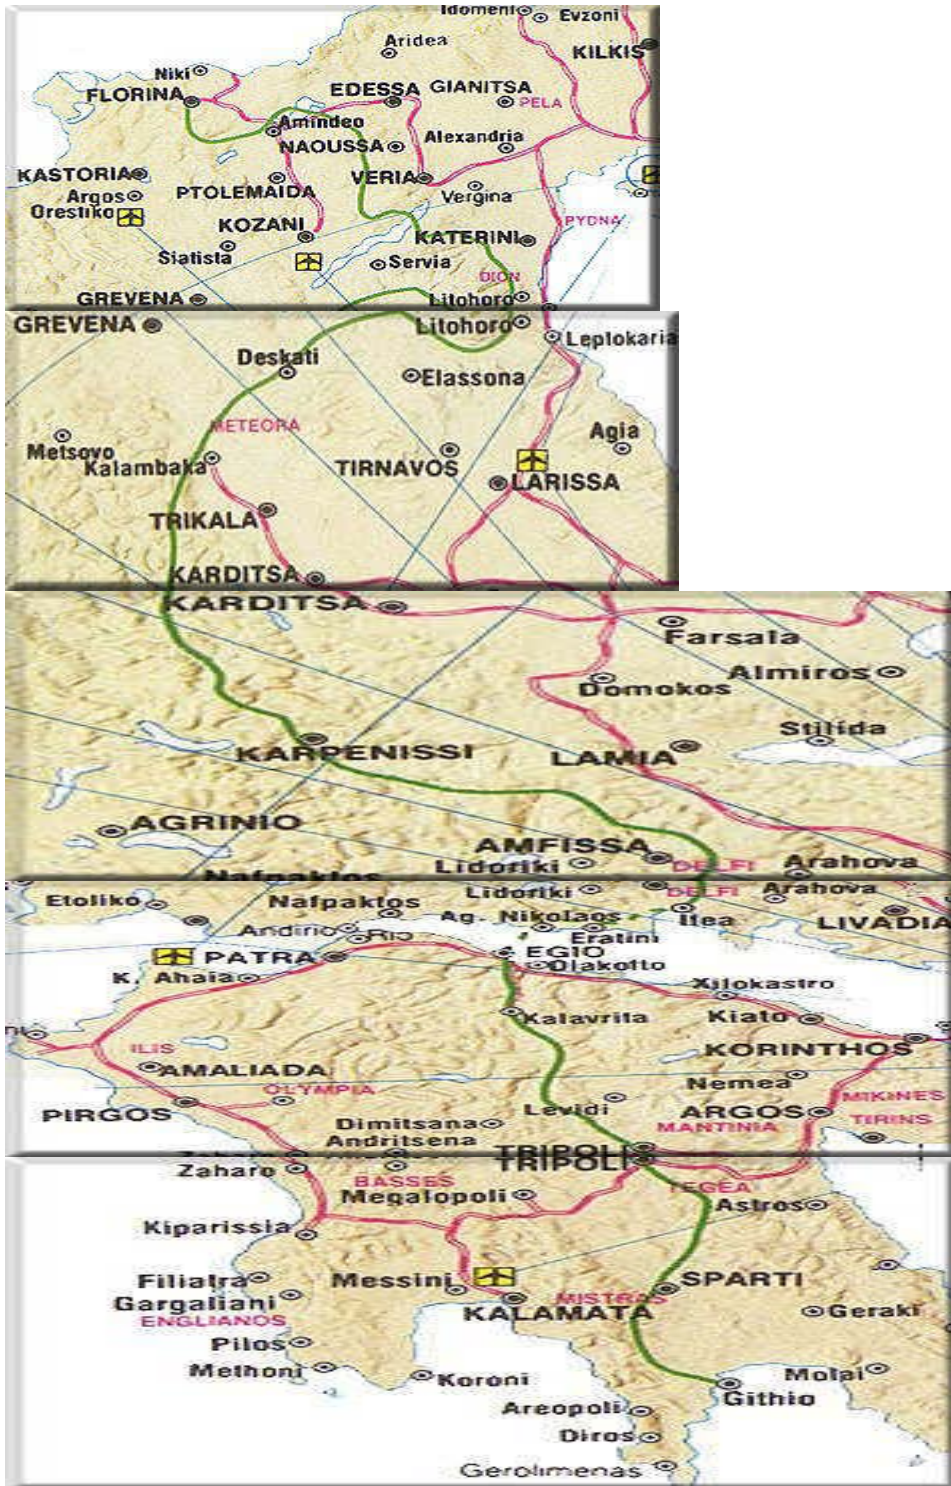 Idomeni
Evzoni
Aridea
KILKIS
Niki
FLORINA
EDESSA
GIANITSA
PELA
Amindeo
NAOUSSA
Alexandria
KASTORIA
PTOLEMAIDA
VERIA
Vergina
Argos
Orestiko
KOZANI
PYDNA
Siatista
KATERINI
Servia
DION
GREVENA
Litohoro
GREVENA
Litohoro
Leptokaria
Deskati
Elassona
METEORA
Agia
Metsovo
Kalambaka
TIRNAVOS
LARISSA
TRIKALA
KARDITSA
KARDITSA
Farsala
Almiros
Domokos
Stilida
KARPENISSI
LAMIA
AGRINIO
AMFISSA
Lidoriki
DELFI
Arahova
Nafpaktos
Etoliko
Nafpaktos
Lidoriki
DELFI
Arahova
Ag. Nikolaos
Itea
LIVADIA
Andirio
Rio
Eratini
PATRA
EGIO
Diakofto
K. Ahaia
Xilokastro
Kalavrita
Kiato
ILIS
KORINTHOS
AMALIADA
OLYMPIA
Nemea
MIKINES
PIRGOS
Levidi
ARGOS
Dimitsana
MANTINIA
TIRINS
Andritsena
TRIPOLI
Zaharo
TRIPOLI
Zaharo
BASSES
TEGEA
Megalopoli
Astros
Kiparissia
Filiatra
Messini
SPARTI
Gargaliani
KALAMATA
MISTRAS
Geraki
ENGLIANOS
Pilos
Methoni
Koroni
Molai
Githio
Areopoli
Diros
Gerolimenas